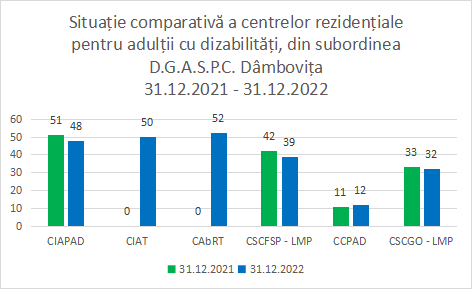 Situație comparativă a centrelor rezidențiale
pentru adulții cu dizabilități, din subordinea
D.G.A.S.P.C. Dâmbovița
31.12.2021 - 31.12.2022
60
50
40
30
20
10
0
51
48
0
50
0
52
42
39
11
12
33
32
CIAPAD
CIAT
CAbRT
CSCFSP - LMP
CCPAD
CSCGO - LMP
31.12.2021
31.12.2022